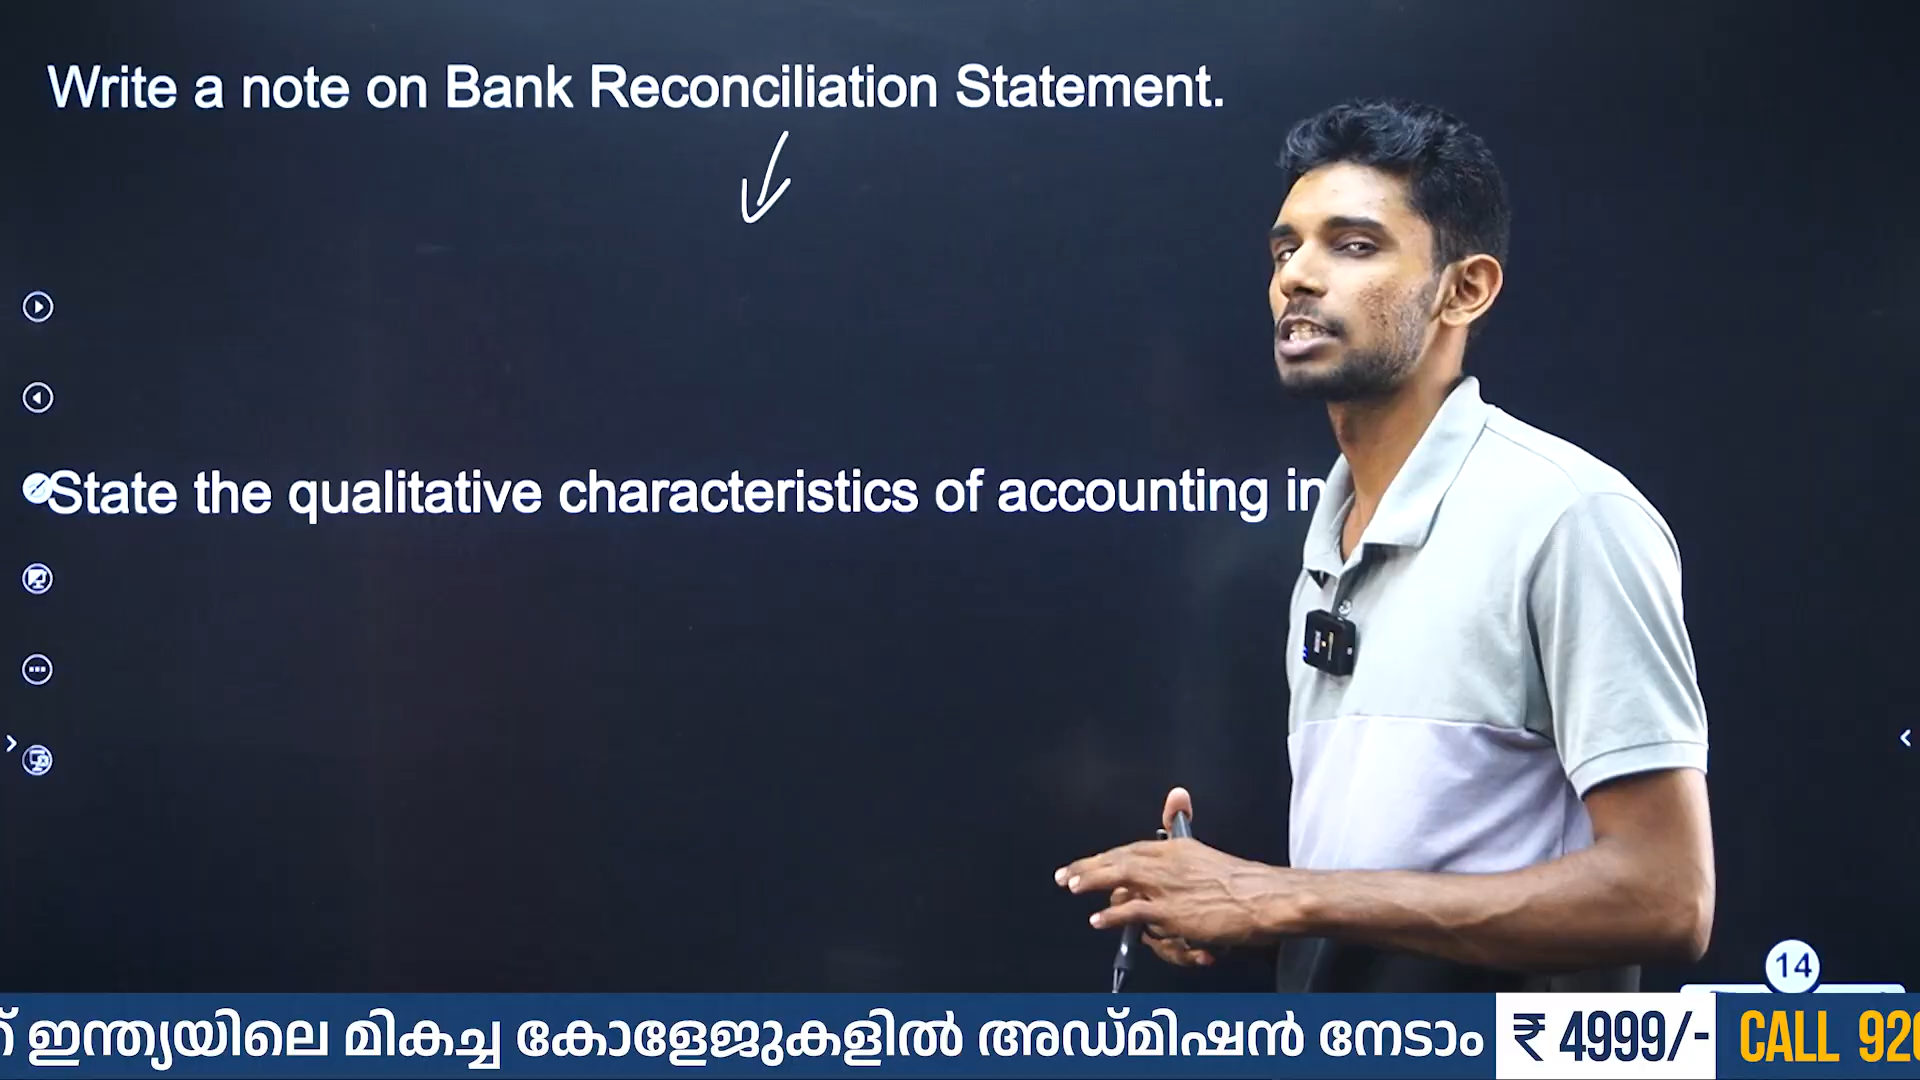 Write a note on Bank Reconciliation Statement.
State the qualitative characteristics of accounting
14
ഇന്ത്യയിലെ മികച്ച കോളേജുകളിൽ അഡ്മിഷൻ നേടാം
₹ 4999/-
CALL 920